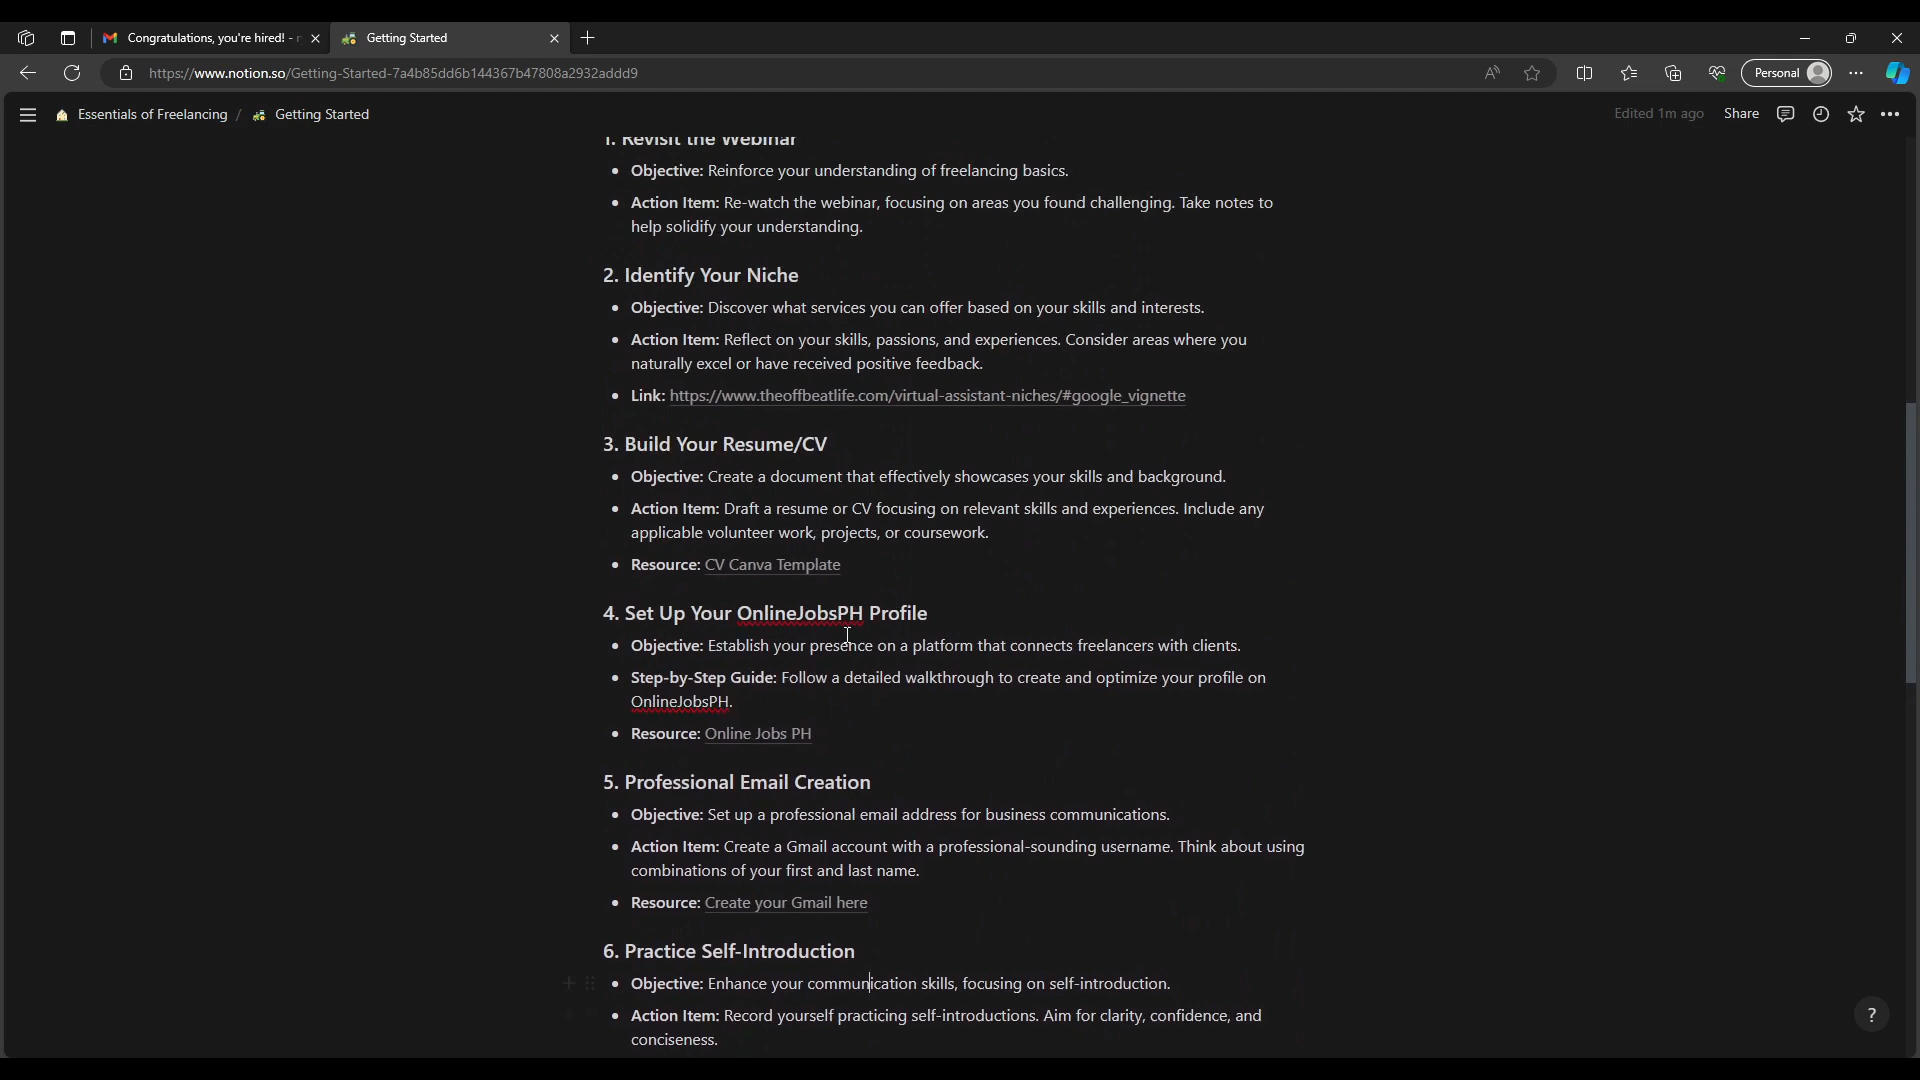 Congratulations, you're hired! - r
Getting Started
https://www.notion.so/Getting-Started-7a4b85dd6b144367b47808a2932addd9
Personal
Essentials of Freelancing / Getting Started
Edited 1m ago
Share
1. Revisit the Webinar
• Objective: Reinforce your understanding of freelancing basics.
• Action Item: Re-watch the webinar, focusing on areas you found challenging. Take notes to
help solidify your understanding.
2. Identify Your Niche
• Objective: Discover what services you can offer based on your skills and interests.
• Action Item: Reflect on your skills, passions, and experiences. Consider areas where you
naturally excel or have received positive feedback.
• Link: https://www.theoffbeatlife.com/virtual-assistant-niches/#google_vignette
3. Build Your Resume/CV
• Objective: Create a document that effectively showcases your skills and background.
• Action Item: Draft a resume or CV focusing on relevant skills and experiences. Include any
applicable volunteer work, projects, or coursework.
• Resource: CV Canva Template
4. Set Up Your OnlineJobsPH Profile
• Objective: Establish your presence on a platform that connects freelancers with clients.
• Step-by-Step Guide: Follow a detailed walkthrough to create and optimize your profile on
OnlineJobsPH.
• Resource: Online Jobs PH
5. Professional Email Creation
• Objective: Set up a professional email address for business communications.
• Action Item: Create a Gmail account with a professional-sounding username. Think about using
combinations of your first and last name.
• Resource: Create your Gmail here
6. Practice Self-Introduction
• Objective: Enhance your communication skills, focusing on self-introduction.
• Action Item: Record yourself practicing self-introductions. Aim for clarity, confidence, and
conciseness.
?